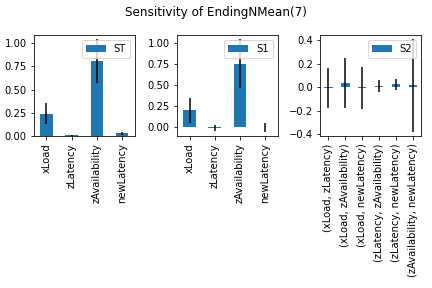 Sensitivity of EndingNMean(7)
1.00
0.75
0.50
0.25
0.00
ST
xLoad
zLatency
zAvailability
newLatency
1.00
0.75
0.50
0.25
0.00
S1
xLoad
zLatency
zAvailability
newLatency
0.4
0.2
0.0
−0.2
−0.4
S2
(xLoad, zLatency)
(xLoad, zAvailability)
(xLoad, newLatency)
(zLatency, zAvailability)
(zLatency, newLatency)
(zAvailability, newLatency)